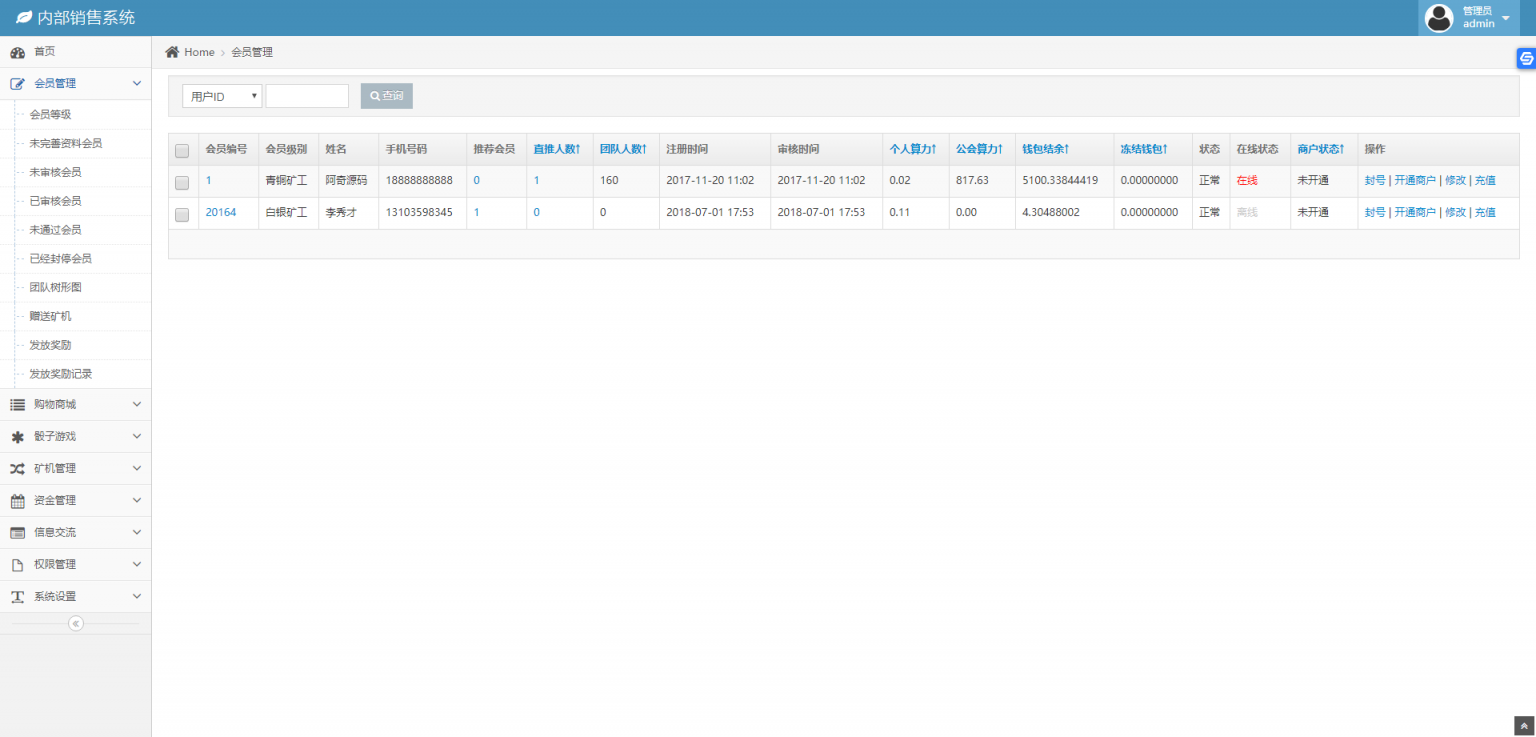 内部销售系统
管理员
admin
首页
会员管理
会员等级
未完善资料会员
未审核会员
已审核会员
未通过会员
已经封停会员
团队树形图
赠送矿机
发放奖励
发放奖励记录
购物商城
骰子游戏
矿机管理
资金管理
信息交流
权限管理
系统设置
Home > 会员管理
用户ID 查询
会员编号 会员级别 姓名 手机号码 推荐会员 直推人数↑ 团队人数↑ 注册时间 审核时间 个人算力↑ 公会算力↑ 钱包结余↑ 冻结钱包↑ 状态 在线状态 商户状态↑ 操作
1 青铜矿工 阿奇源码 18888888888 0 1 160 2017-11-20 11:02 2017-11-20 11:02 0.02 817.63 5100.33844419 0.00000000 正常 在线 未开通 封号 | 开通商户 | 修改 | 充值
20164 白银矿工 李秀才 13103598345 1 0 0 2018-07-01 17:53 2018-07-01 17:53 0.11 0.00 4.30488002 0.00000000 正常 离线 未开通 封号 | 开通商户 | 修改 | 充值